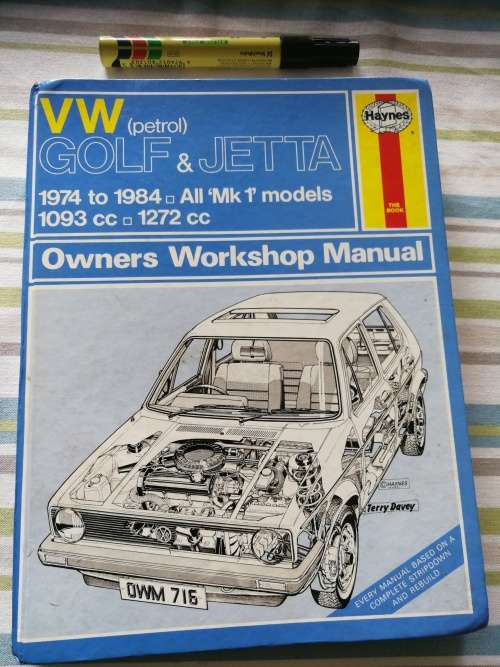 VW (petrol)
GOLF & JETTA
1974 to 1984 □ All 'Mk 1' models
1093 cc □ 1272 cc
Haynes
®
THE
BOOK
Owners Workshop Manual
© HAYNES
Terry Davey
OWM 716
EVERY MANUAL BASED ON A
COMPLETE STRIPDOWN
AND REBUILD